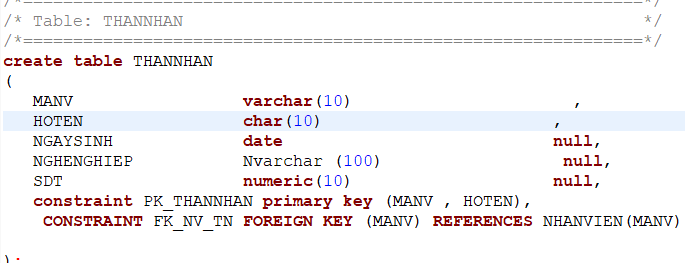 /*==============================================================*/
/* Table: THANNHAN */
/*==============================================================*/
create table THANNHAN
(
MANV varchar(10) ,
HOTEN char(10) ,
NGAYSINH date null,
NGHENGHIEP Nvarchar (100) null,
SDT numeric(10) null,
constraint PK_THANNHAN primary key (MANV , HOTEN),
CONSTRAINT FK_NV_TN FOREIGN KEY (MANV) REFERENCES NHANVIEN(MANV)
);